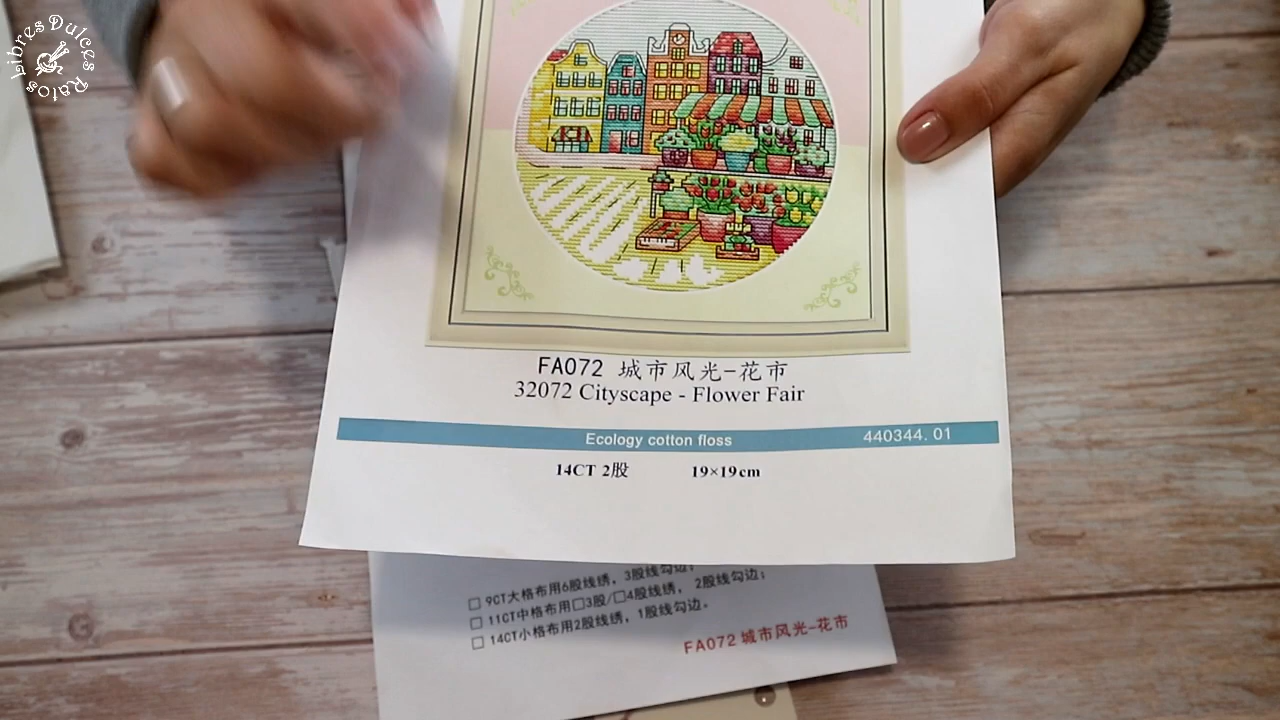 Libres Dulces Ratos
FA072 城市风光-花市
32072 Cityscape - Flower Fair
Ecology cotton floss 440344.01
14CT 2股 19×19cm
□ 9CT大格布用6股线绣，3股线勾边；
□ 11CT中格布用□3股/□4股线绣， 2股线勾边；
□ 14CT小格布用2股线绣，1股线勾边。
FA072 城市风光-花市